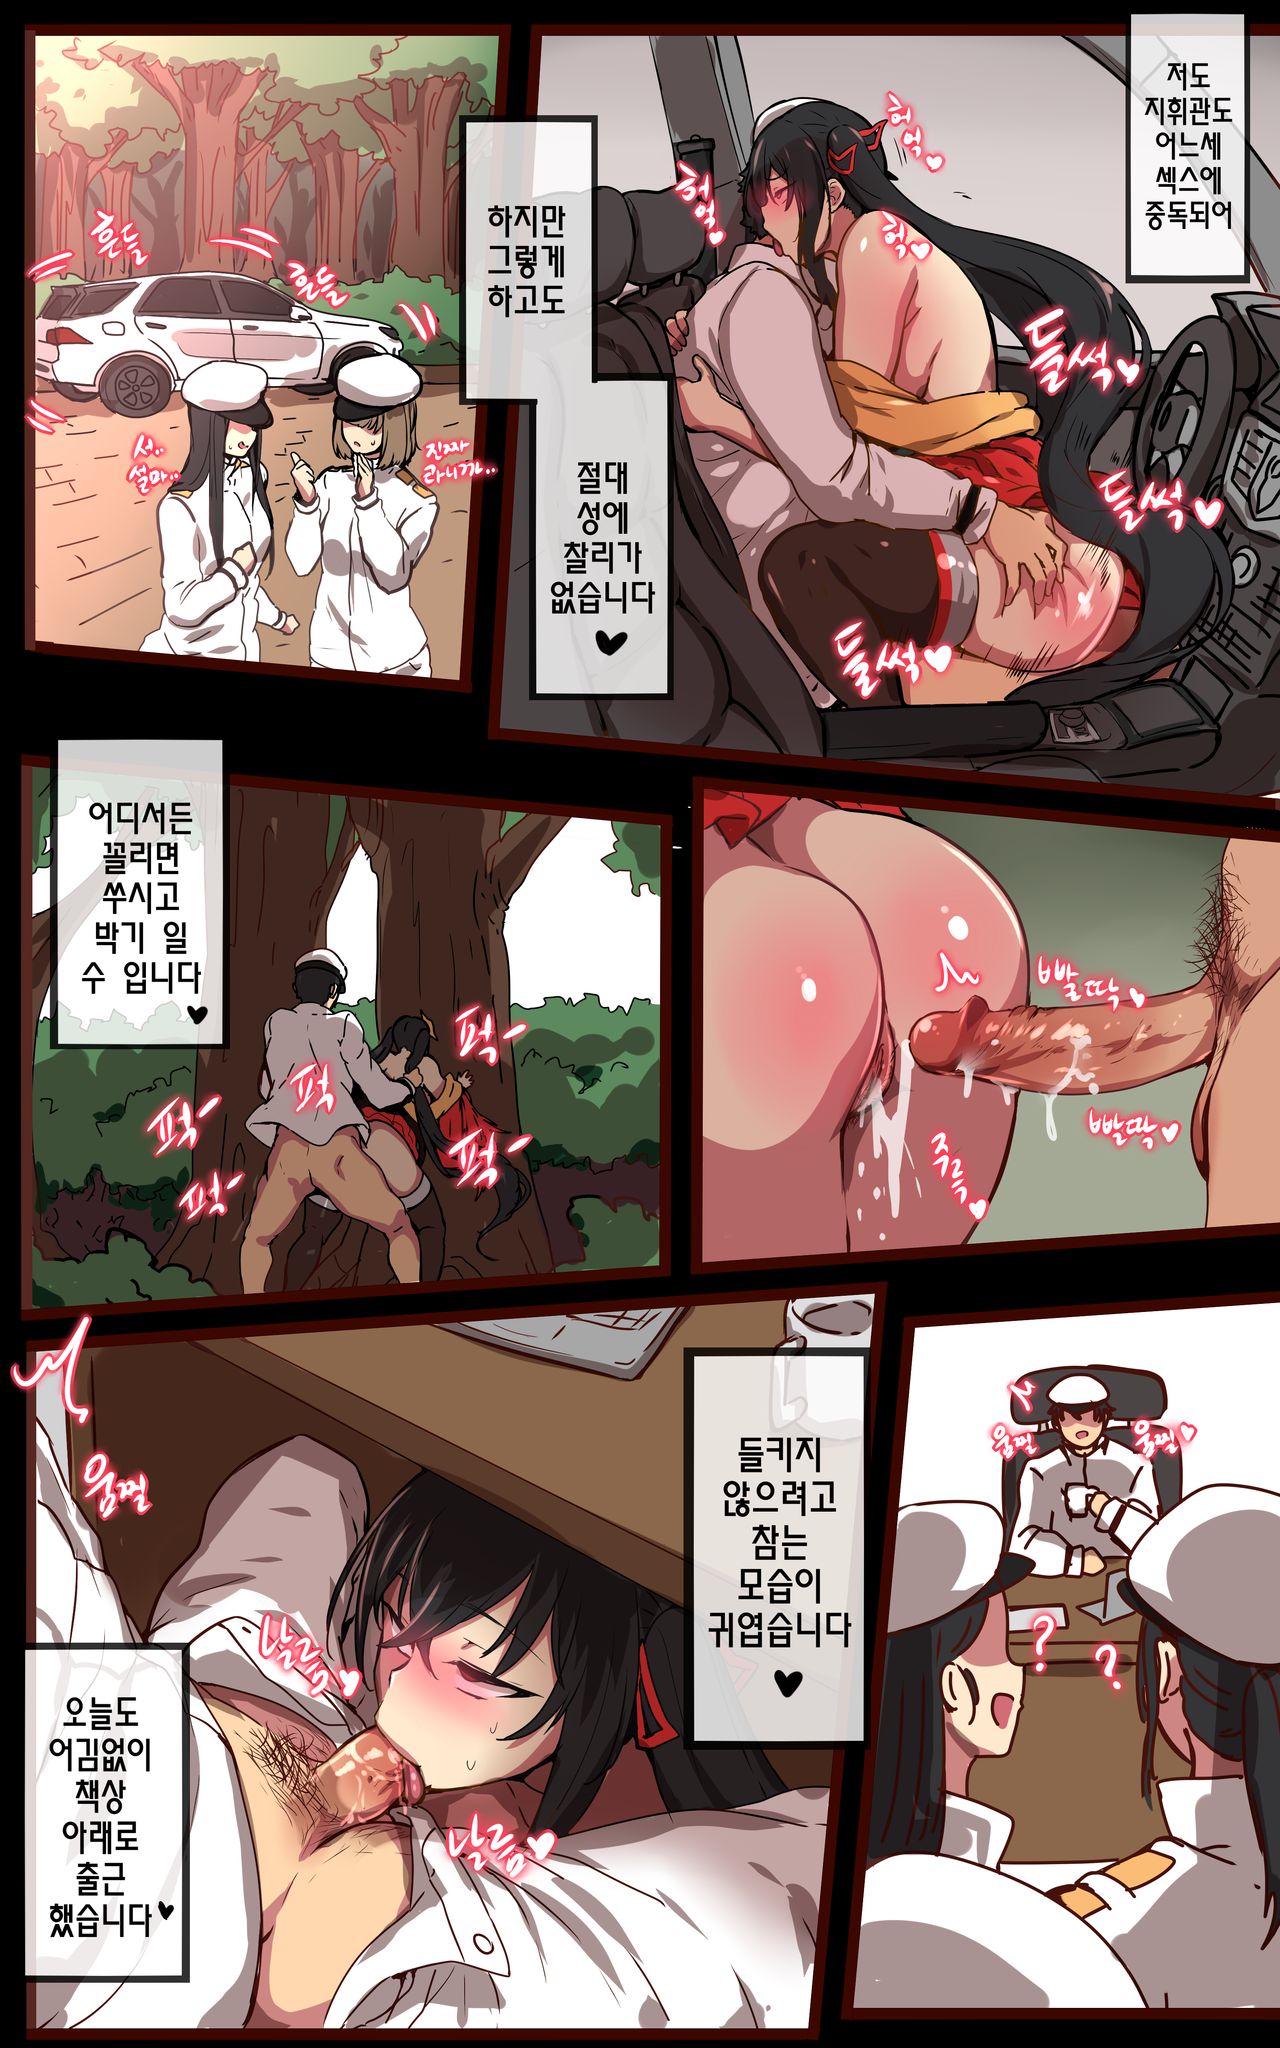 저도
지휘관도
어느세
섹스에
중독되어
허억
헉얼
헉
들썩
들썩
들썩
하지만
그렇게
하고도
절대
성에
찰리가
없습니다
흔들
흔들
서..
설마..
진짜
라니까..
어디서든
꼴리면
쑤시고
박기 일
수 입니다
퍽-
퍽
퍽-
퍽-
퍽-
빨딱
빨딱
주륵
들키지
않으려고
참는
모습이
귀엽습니다
움찔
움찔
움찔
?
?
낼름
낼름
오늘도
어김없이
책상
아래로
출근
했습니다